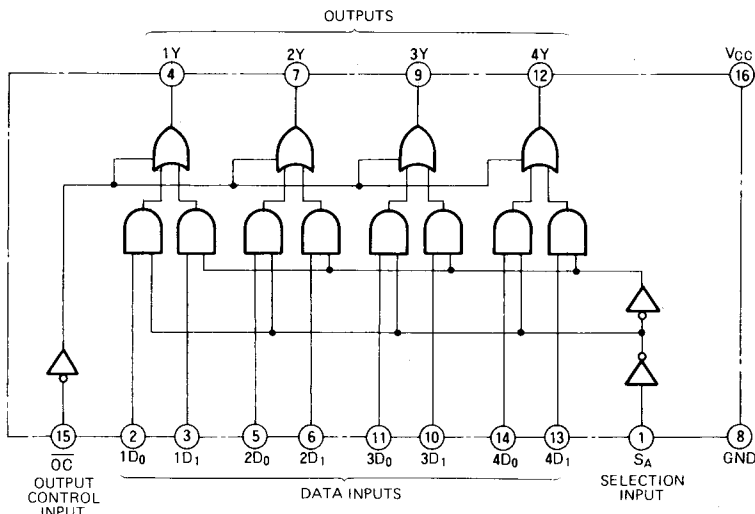 OUTPUTS
1Y 2Y 3Y 4Y VCC
4 7 9 12 16
15 2 3 5 6 11 10 14 13 1 8
OC 1D0 1D1 2D0 2D1 3D0 3D1 4D0 4D1 SA GND
OUTPUT
CONTROL
INPUT
DATA INPUTS
SELECTION
INPUT